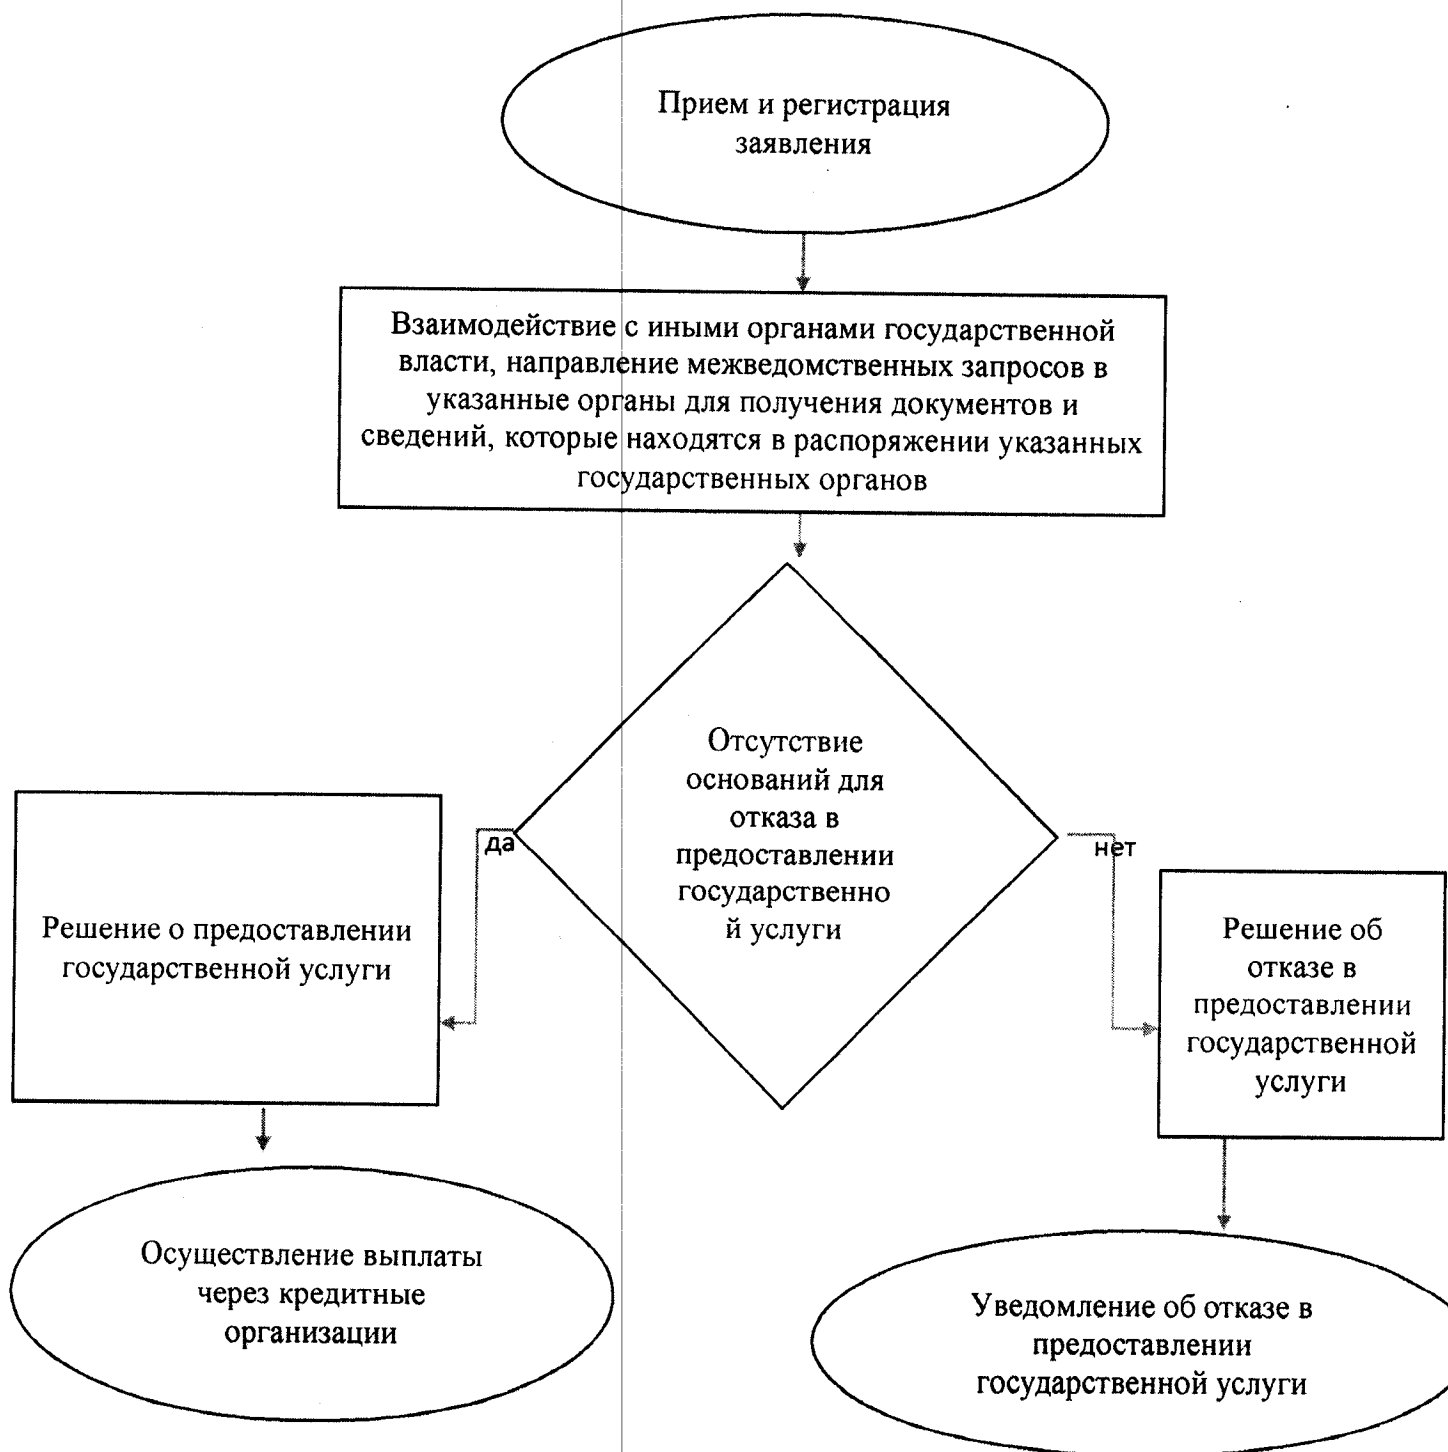 Прием и регистрация
заявления
Взаимодействие с иными органами государственной
власти, направление межведомственных запросов в
указанные органы для получения документов и
сведений, которые находятся в распоряжении указанных
государственных органов
Отсутствие
оснований для
отказа в
предоставлении
государственно
й услуги
да
нет
Решение о предоставлении
государственной услуги
Решение об
отказе в
предоставлении
государственной
услуги
Осуществление выплаты
через кредитные
организации
Уведомление об отказе в
предоставлении
государственной услуги